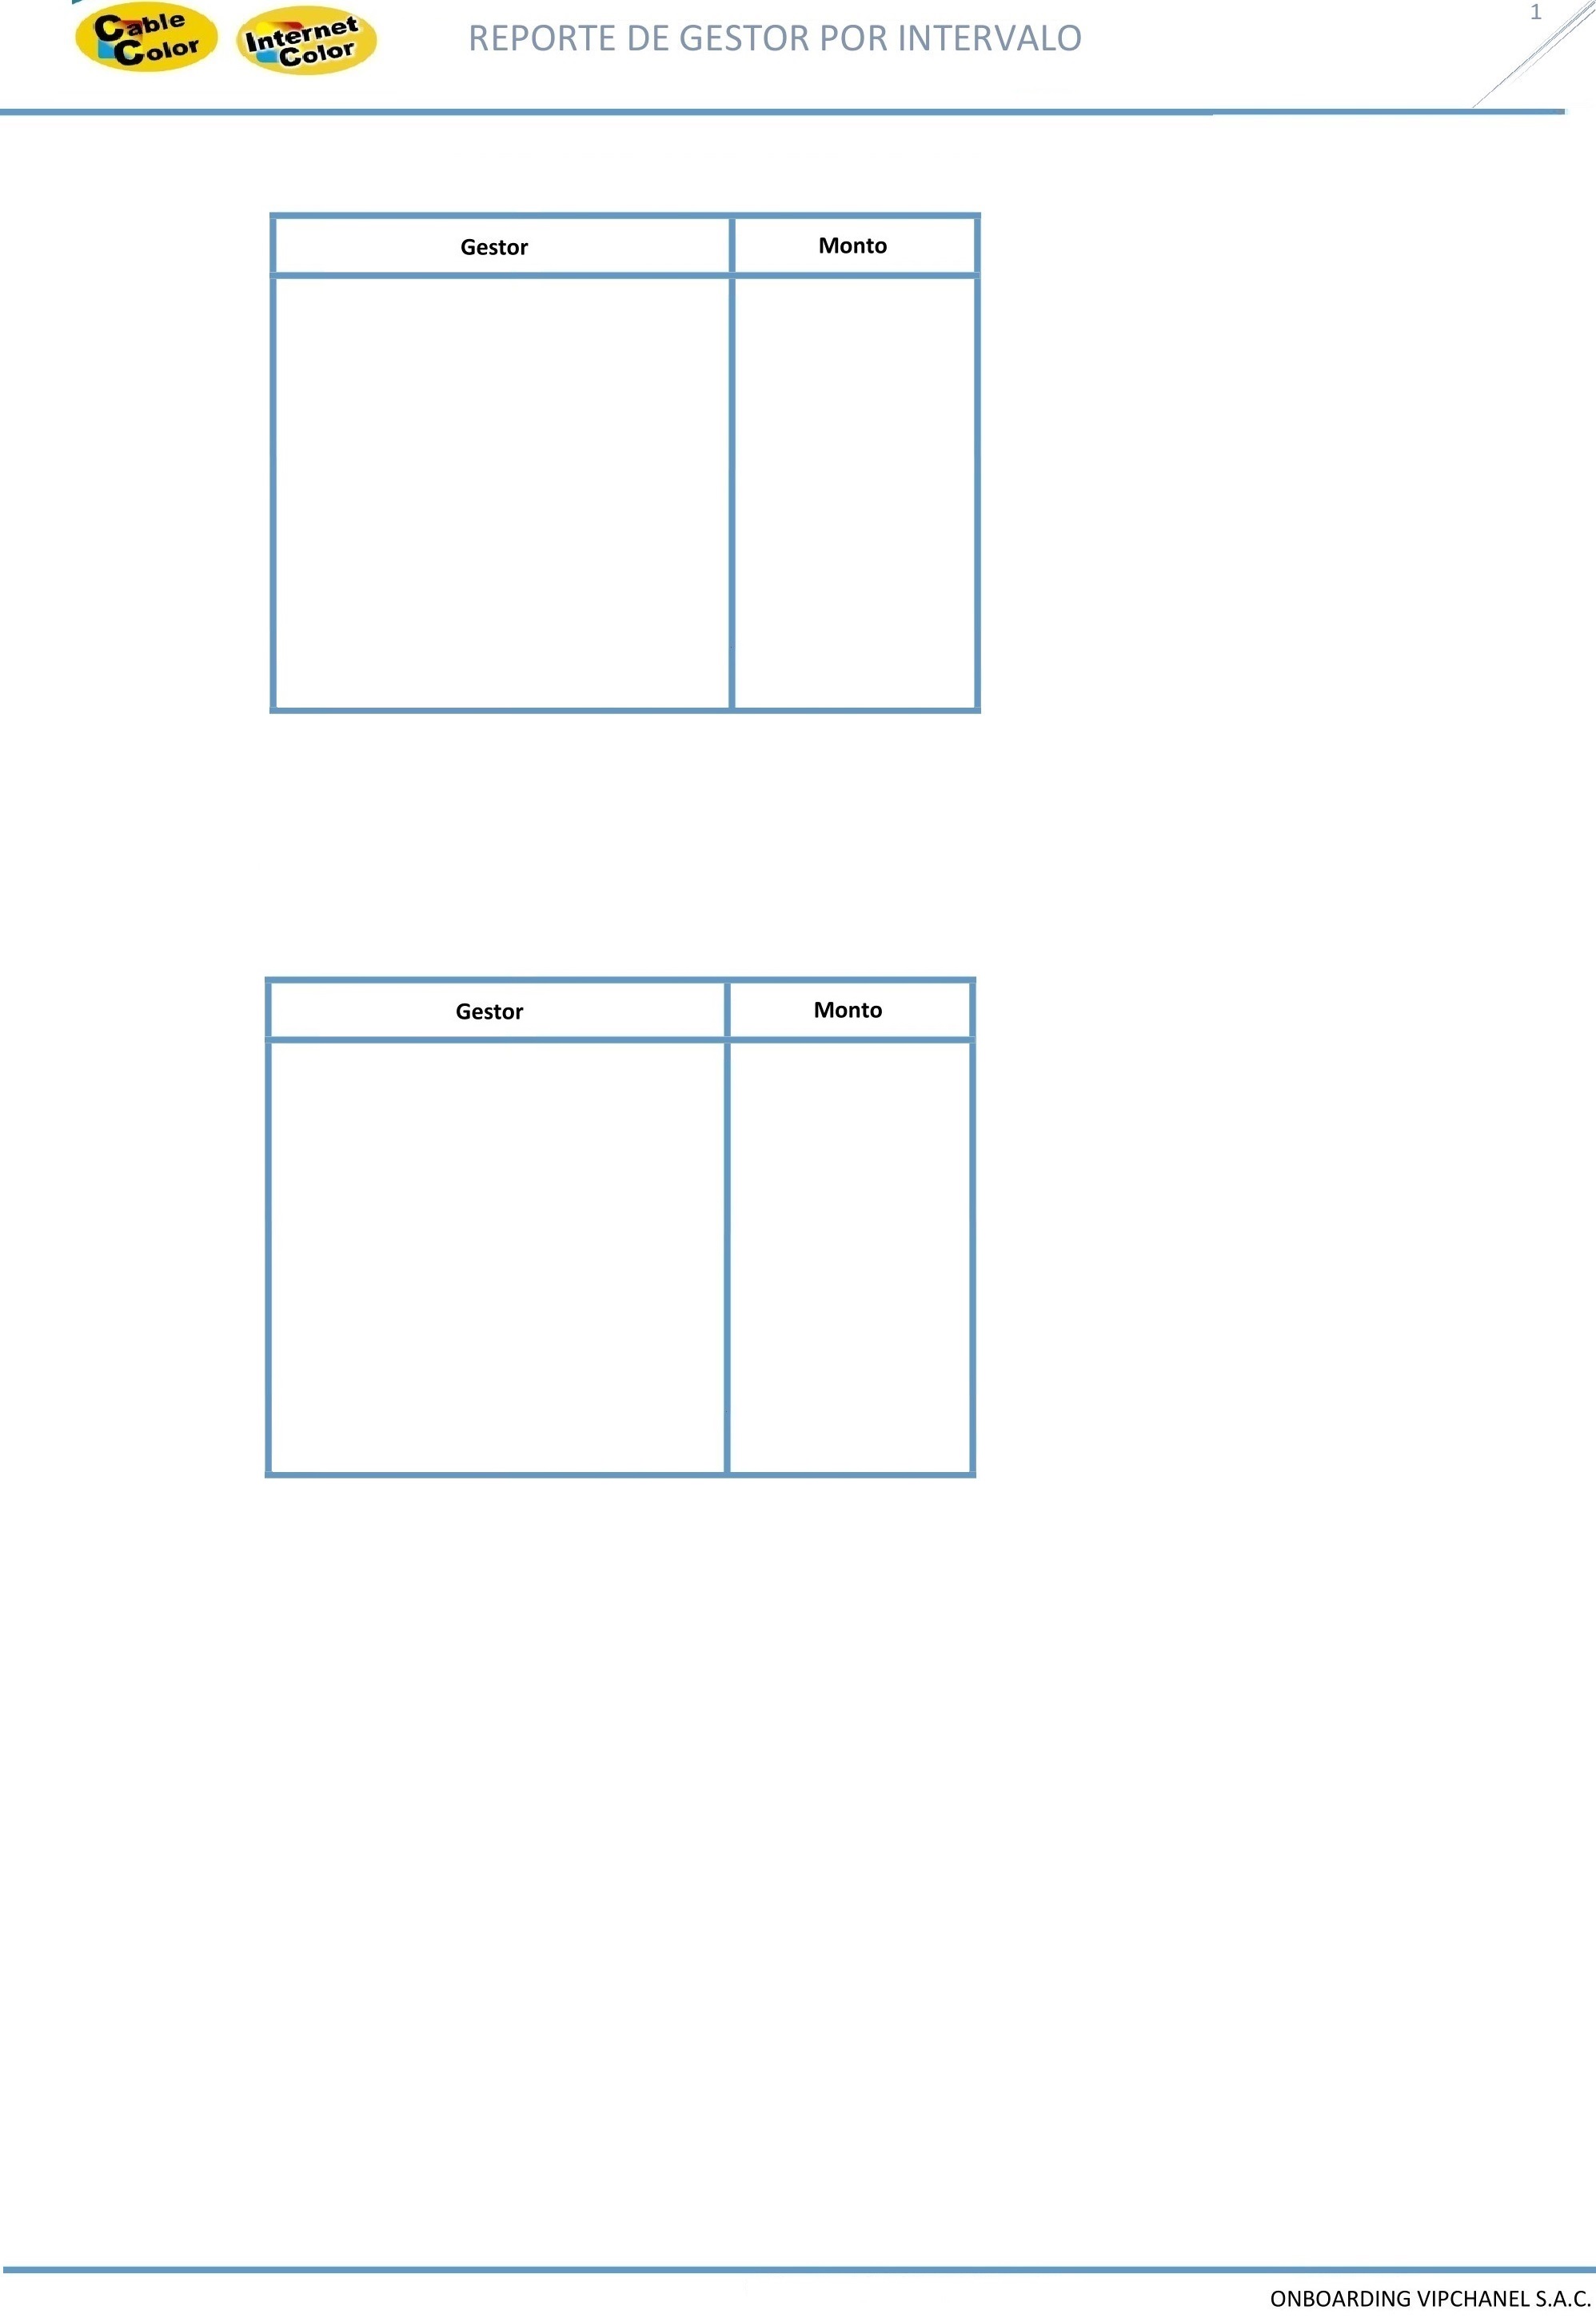 1
Cable
Color
Internet
Color
REPORTE DE GESTOR POR INTERVALO
Gestor Monto
Gestor Monto
ONBOARDING VIPCHANEL S.A.C.